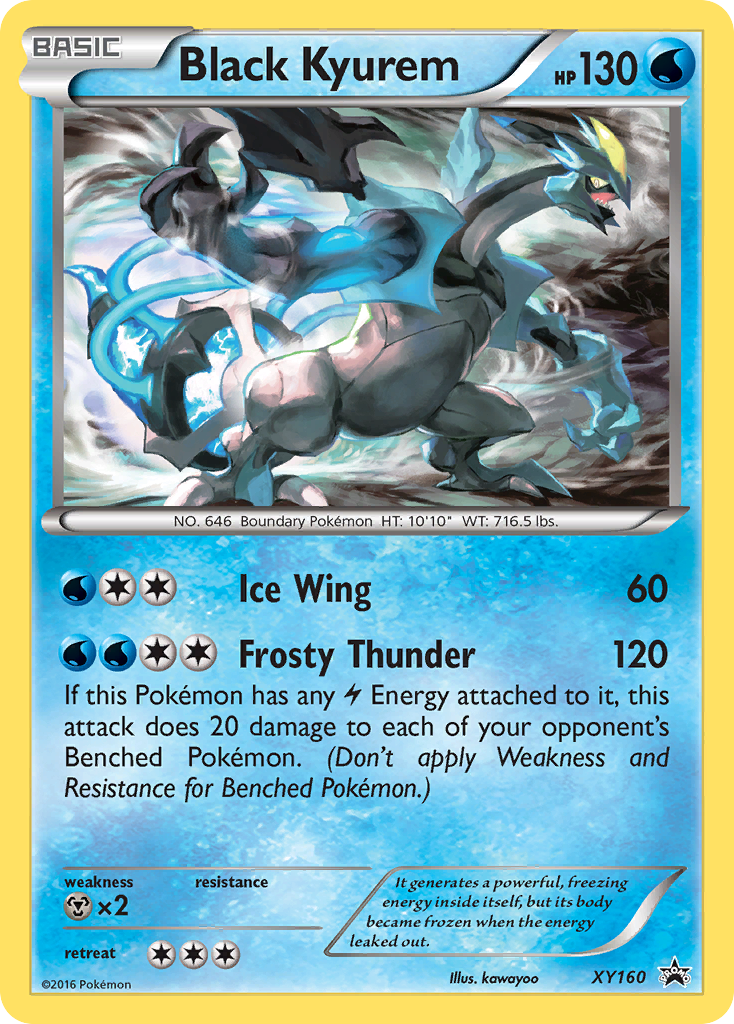 BASIC
Black Kyurem
HP 130
NO. 646 Boundary Pokémon HT: 10'10" WT: 716.5 lbs.
Ice Wing 60
Frosty Thunder 120
If this Pokémon has any Energy attached to it, this
attack does 20 damage to each of your opponent's
Benched Pokémon. (Don't apply Weakness and
Resistance for Benched Pokémon.)
weakness resistance
×2
retreat
It generates a powerful, freezing
energy inside itself, but its body
became frozen when the energy
leaked out.
©2016 Pokémon
Illus. kawayoo
XY160
PROMO